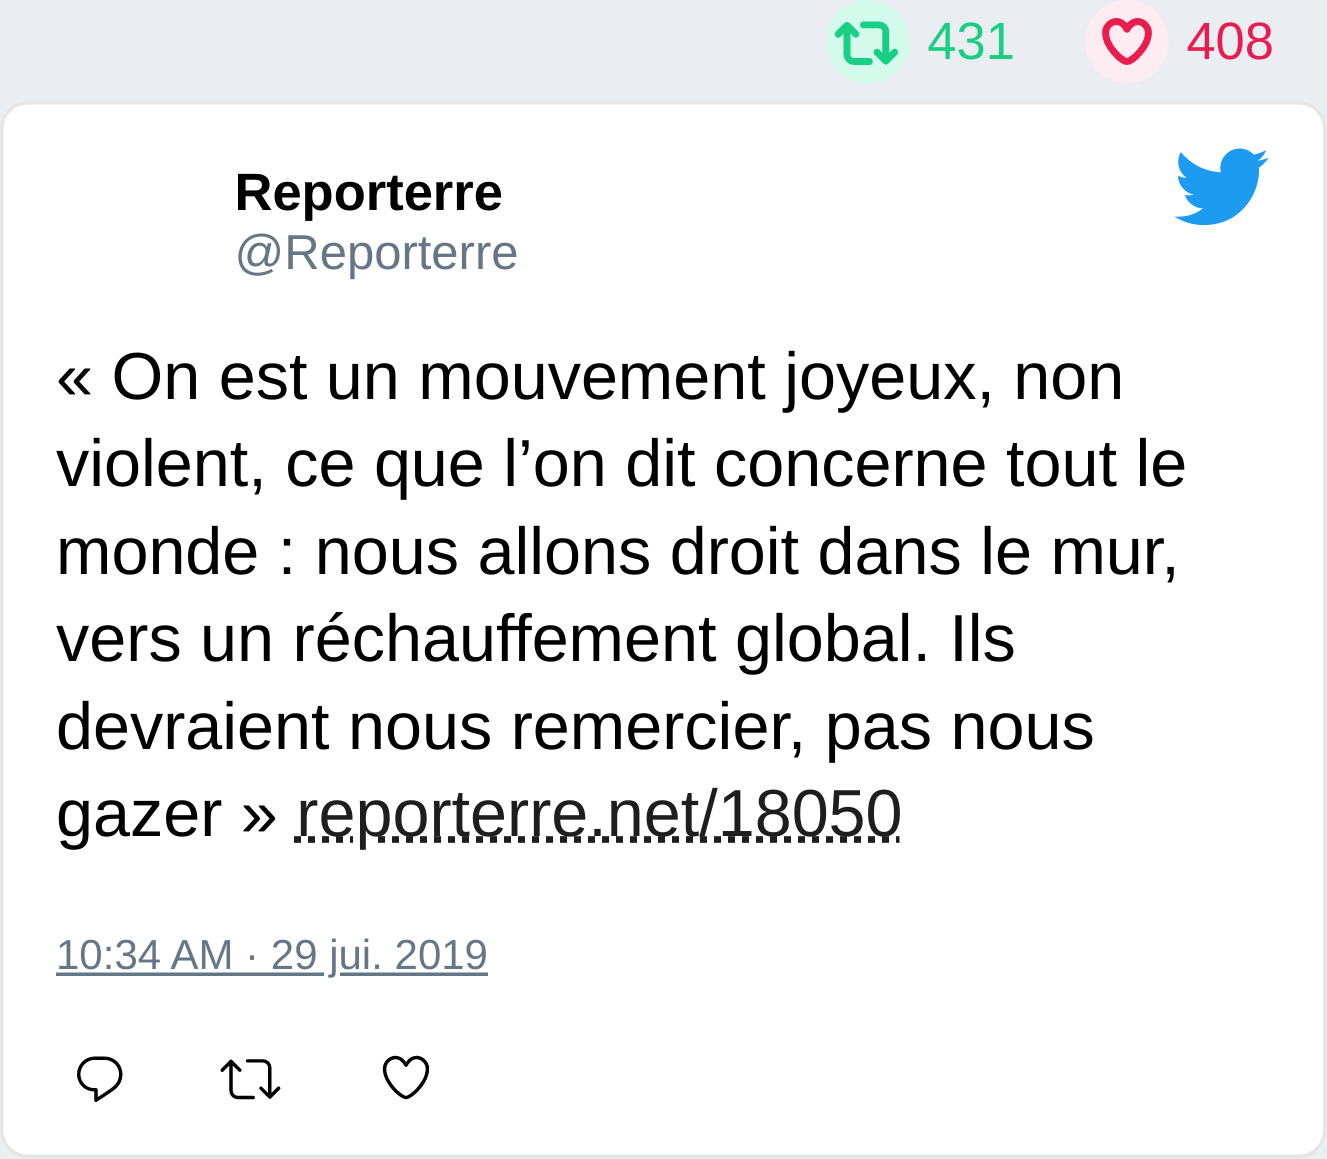 431 408
Reporterre
@Reporterre
« On est un mouvement joyeux, non
violent, ce que l’on dit concerne tout le
monde : nous allons droit dans le mur,
vers un réchauffement global. Ils
devraient nous remercier, pas nous
gazer » reporterre.net/18050
10:34 AM · 29 jui. 2019